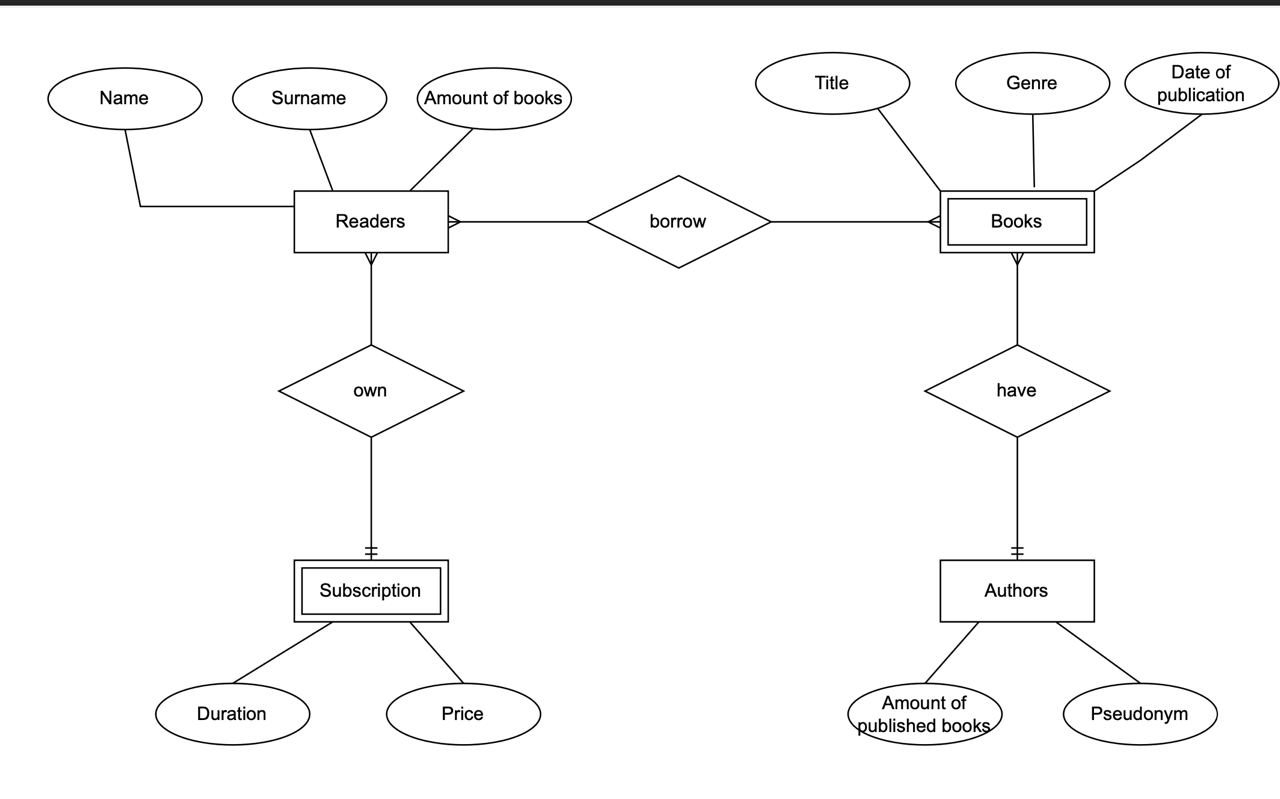 Name
Surname
Amount of books
Title
Genre
Date of
publication
Readers
borrow
Books
own
have
Subscription
Authors
Duration
Price
Amount of
published books
Pseudonym